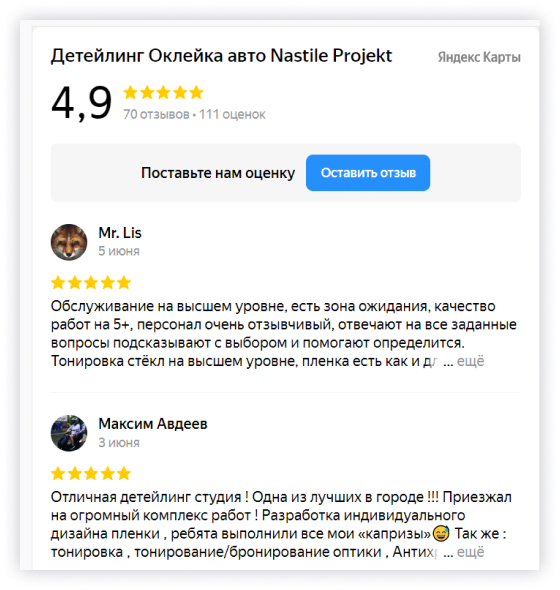 Детейлинг Оклейка авто Nastile Projekt
Яндекс Карты
4,9
70 отзывов • 111 оценок
Поставьте нам оценку
Оставить отзыв
Mr. Lis
5 июня
Обслуживание на высшем уровне, есть зона ожидания, качество
работ на 5+, персонал очень отзывчивый, отвечают на все заданные
вопросы подсказывают с выбором и помогают определится.
Тонировка стёкл на высшем уровне, пленка есть как и ... ещё
Максим Авдеев
3 июня
Отличная детейлинг студия ! Одна из лучших в городе !!! Приезжал
на огромный комплекс работ ! Разработка индивидуального
дизайна пленки , ребята выполнили все мои «капризы»😅 Так же :
тонировка , тонирование/бронирование оптики , ... ещё